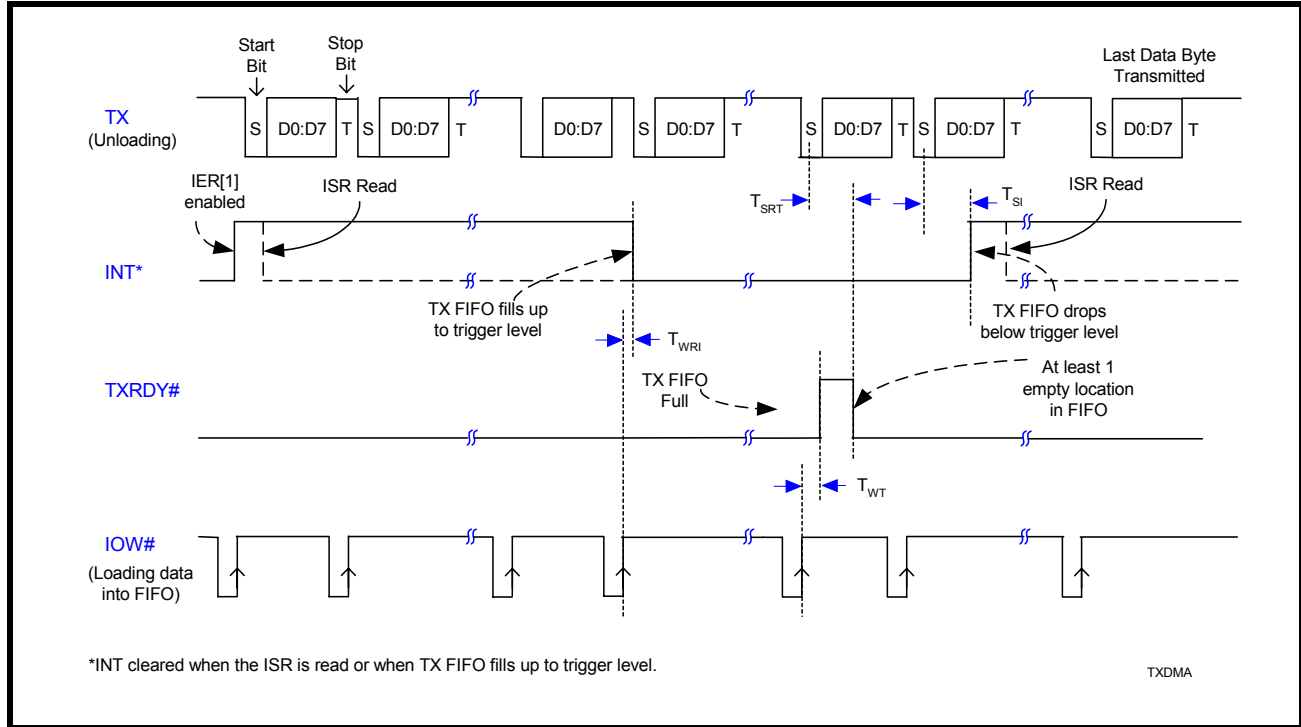 Start
Bit
Stop
Bit
Last Data Byte
Transmitted
TX
(Unloading)
S D0:D7 T S D0:D7 T D0:D7 S D0:D7 T S D0:D7 T S D0:D7 T S D0:D7 T
IER[1]
enabled
ISR Read
TSRT
TSI
ISR Read
INT*
TX FIFO fills up
to trigger level
TX FIFO drops
below trigger level
TWRI
TXRDY#
TX FIFO
Full
At least 1
empty location
in FIFO
TWT
IOW#
(Loading data
into FIFO)
*INT cleared when the ISR is read or when TX FIFO fills up to trigger level.
TXDMA